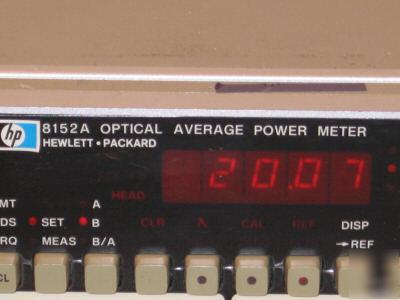 hp 8152A OPTICAL AVERAGE POWER METER
HEWLETT • PACKARD
20.07
HEAD
MT A
DS SET B CLR λ CAL REF DISP
RQ MEAS B/A → REF
CL